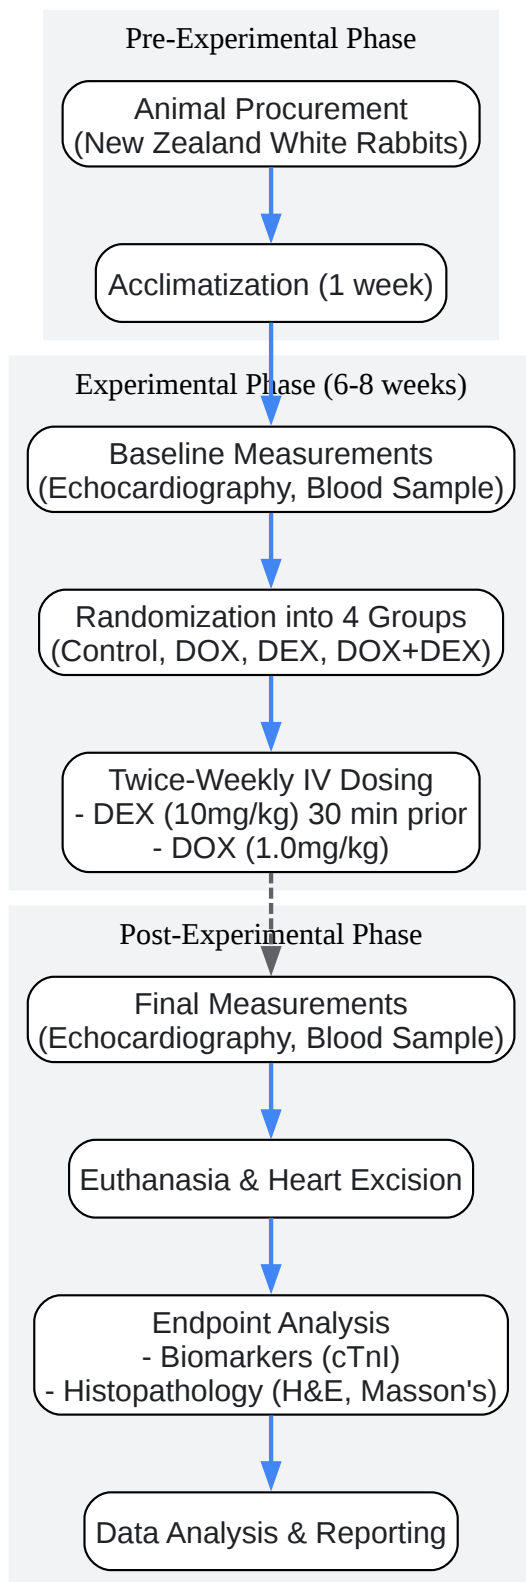 Pre-Experimental Phase
Animal Procurement
(New Zealand White Rabbits)
Acclimatization (1 week)
Experimental Phase (6-8 weeks)
Baseline Measurements
(Echocardiography, Blood Sample)
Randomization into 4 Groups
(Control, DOX, DEX, DOX+DEX)
Twice-Weekly IV Dosing
- DEX (10mg/kg) 30 min prior
- DOX (1.0mg/kg)
Post-Experimental Phase
Final Measurements
(Echocardiography, Blood Sample)
Euthanasia & Heart Excision
Endpoint Analysis
- Biomarkers (cTnI)
- Histopathology (H&E, Masson's)
Data Analysis & Reporting